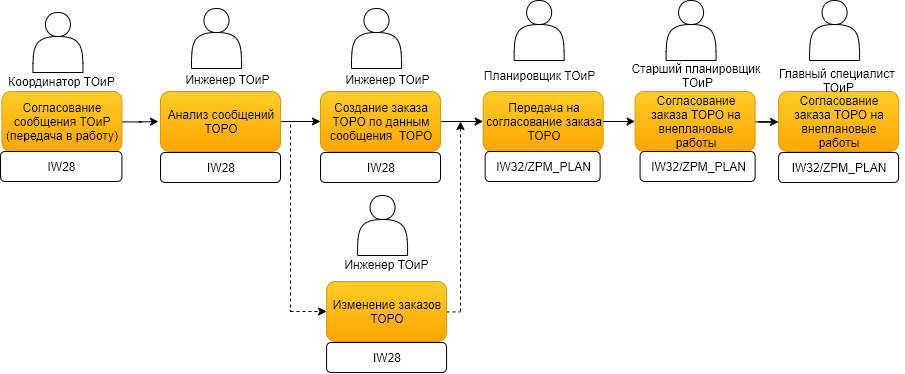 Координатор ТОиР
Согласование
сообщения ТОиР
(передача в работу)
IW28
Инженер ТОиР
Анализ сообщений
ТОРО
IW28
Инженер ТОиР
Создание заказа
ТОРО по данным
сообщения ТОРО
IW28
Планировщик ТОиР
Передача на
согласование заказа
ТОРО
IW32/ZPM_PLAN
Старший планировщик
ТОиР
Согласование
заказа ТОРО на
внеплановые
работы
IW32/ZPM_PLAN
Главный специалист
ТОиР
Согласование
заказа ТОРО на
внеплановые
работы
IW32/ZPM_PLAN
Инженер ТОиР
Изменение заказов
ТОРО
IW28